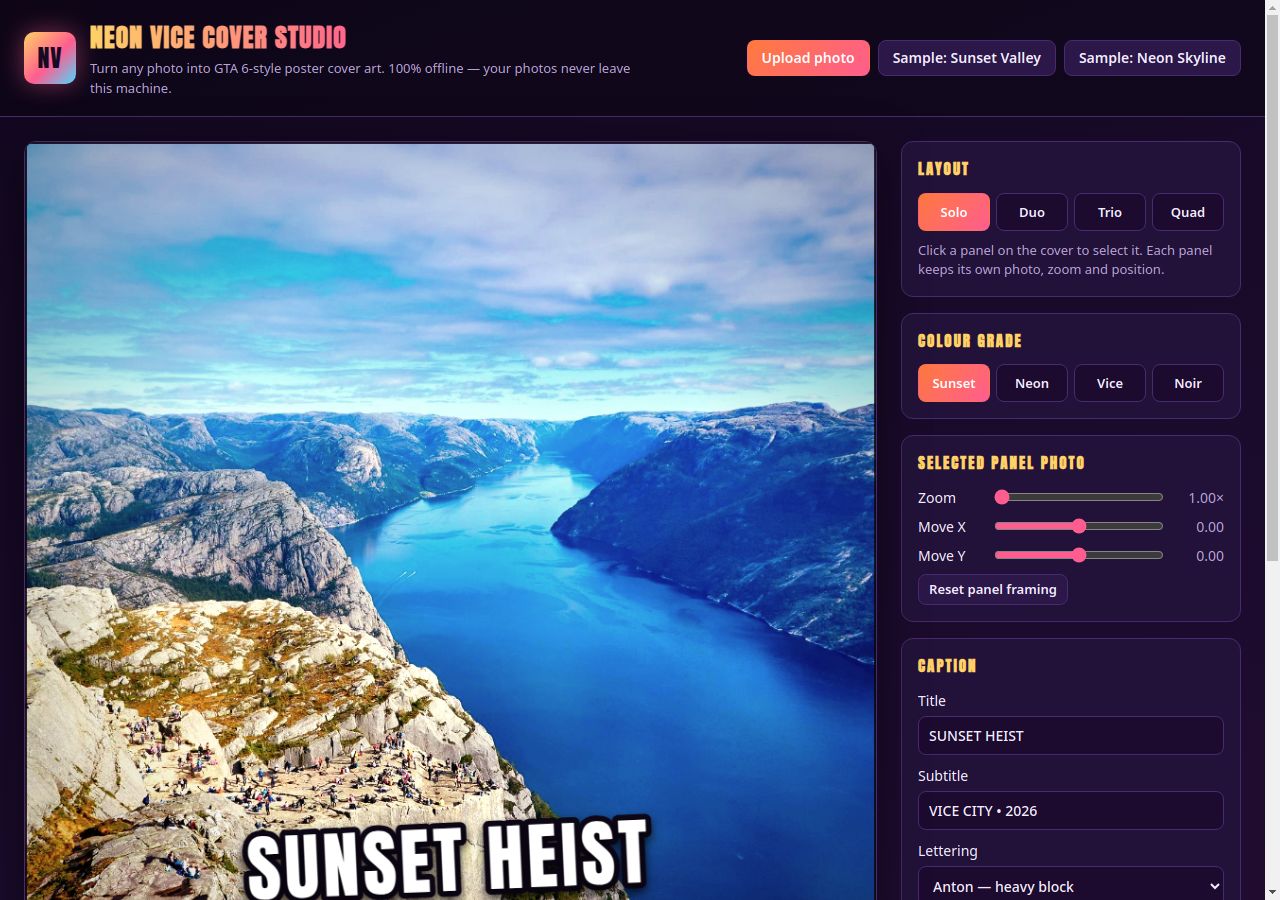 NV
NEON VICE COVER STUDIO
Turn any photo into GTA 6-style poster cover art. 100% offline — your photos never leave
this machine.
Upload photo
Sample: Sunset Valley
Sample: Neon Skyline
SUNSET HEIST
LAYOUT
Solo
Duo
Trio
Quad
Click a panel on the cover to select it. Each panel
keeps its own photo, zoom and position.
COLOUR GRADE
Sunset
Neon
Vice
Noir
SELECTED PANEL PHOTO
Zoom
1.00×
Move X
0.00
Move Y
0.00
Reset panel framing
CAPTION
Title
SUNSET HEIST
Subtitle
VICE CITY • 2026
Lettering
Anton — heavy block